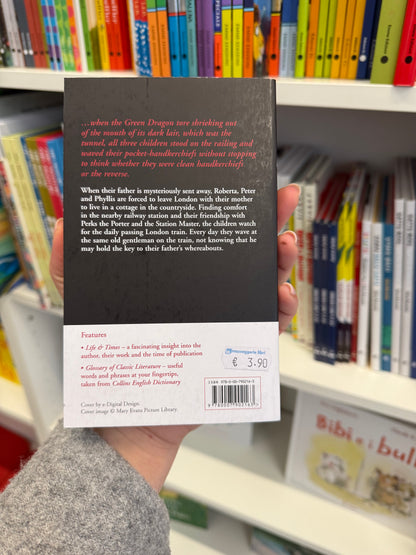 ...when the Green Dragon tore shrieking out
of the mouth of its dark lair, which was the
tunnel, all three children stood on the railing and
waved their pocket-handkerchiefs without stopping
to think whether they were clean handkerchiefs
or the reverse.
When their father is mysteriously sent away, Roberta, Peter
and Phyllis are forced to leave London with their mother
to live in a cottage in the countryside. Finding comfort
in the nearby railway station and their friendship with
Perks the Porter and the Station Master, the children watch
for the daily passing London train. Every day they wave at
the same old gentleman on the train, not knowing that he
may hold the key to their father's whereabouts.
Features
• Life & Times – a fascinating insight into the
author, their work and the time of publication
• Glossary of Classic Literature – useful
words and phrases at your fingertips,
taken from Collins English Dictionary
Cover by e-Digital Design
Cover image © Mary Evans Picture Library.
€ 3.90
Bibi e i bulli